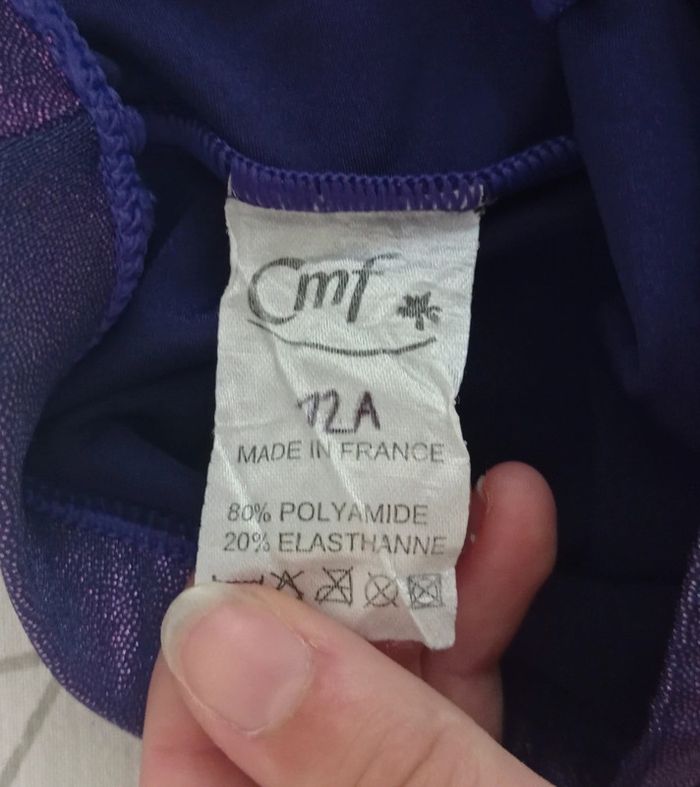 Cmf
12A
MADE IN FRANCE
80% POLYAMIDE
20% ELASTHANNE